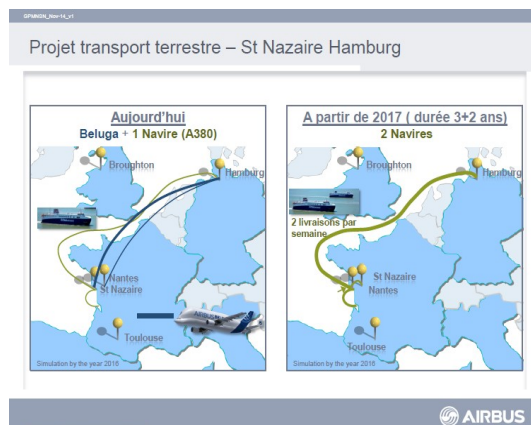 GPMNSN_Nov-14_v1
Projet transport terrestre – St Nazaire Hamburg
Aujourd'hui
Beluga + 1 Navire (A380)
Broughton
Hamburg
Nantes
St Nazaire
Toulouse
Simulation by the year 2016
A partir de 2017 ( durée 3+2 ans)
2 Navires
Broughton
Hamburg
2 livraisons par
semaine
St Nazaire
Nantes
Toulouse
Simulation by the year 2016
AIRBUS